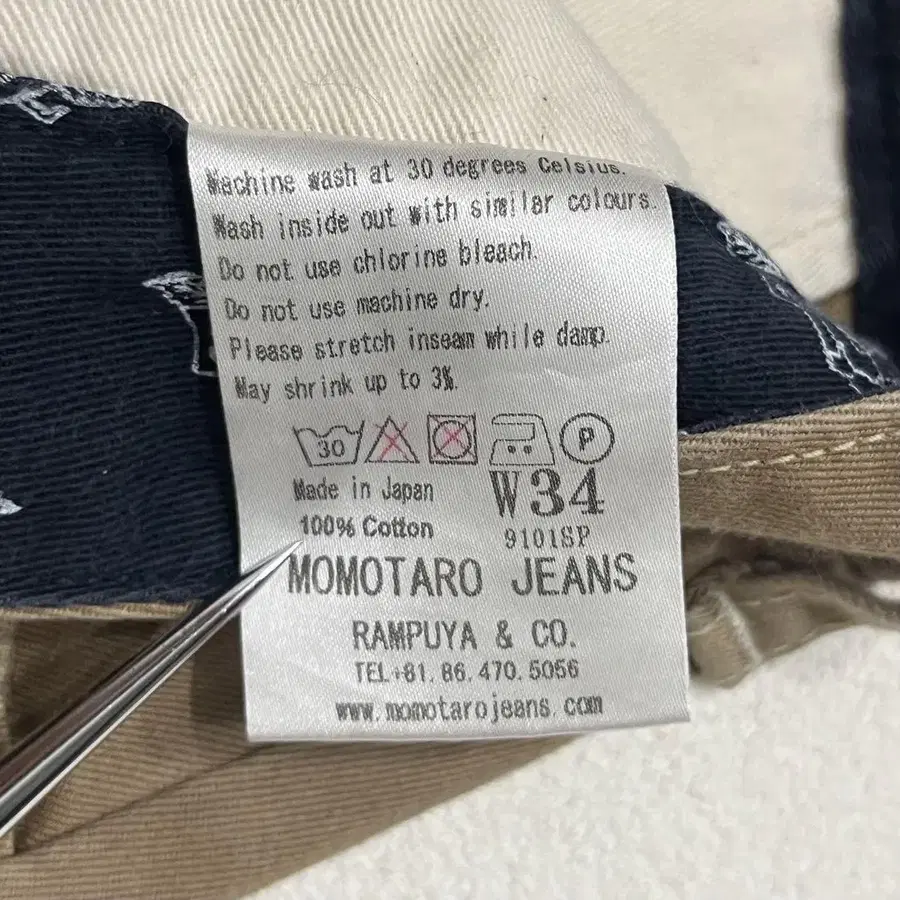 Machine wash at 30 degrees Celsius.
Wash inside out with similar colours.
Do not use chlorine bleach.
Do not use machine dry.
Please stretch inseam while damp.
May shrink up to 3%.
30 P
Made in Japan W34
100% Cotton 9101SP
MOMOTARO JEANS
RAMPUYA & CO.
TEL+81.86.470.5056
www.momotarojeans.com